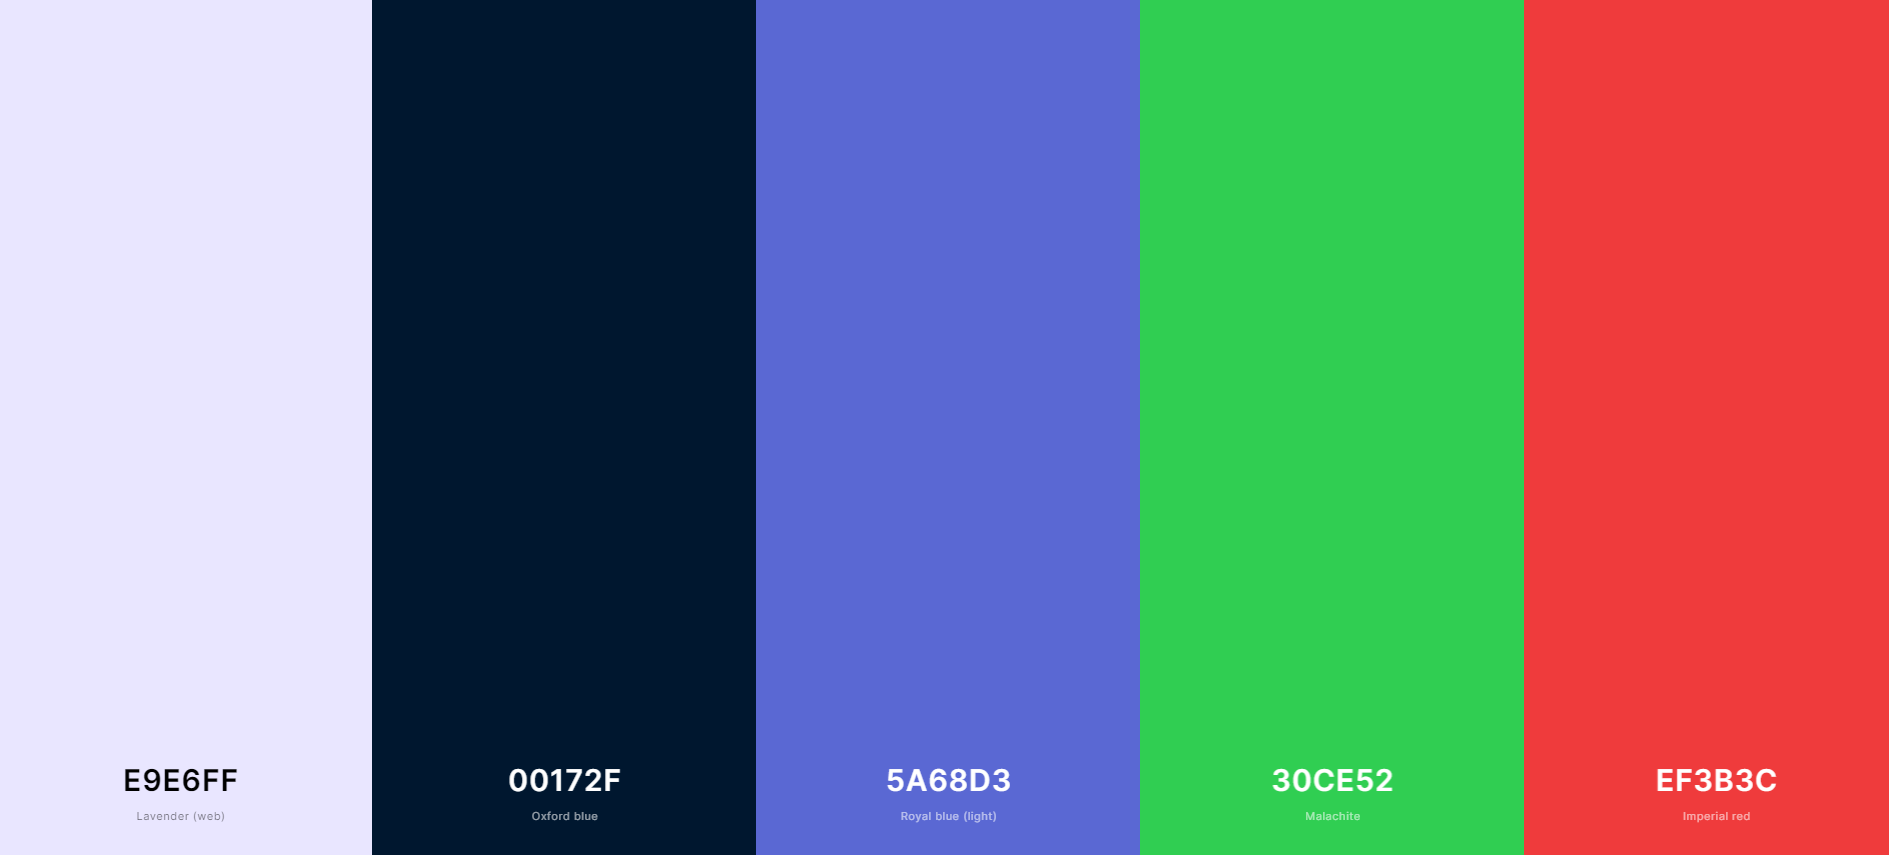 E9E6FF
Lavender (web)
00172F
Oxford blue
5A68D3
Royal blue (light)
30CE52
Malachite
EF3B3C
Imperial red